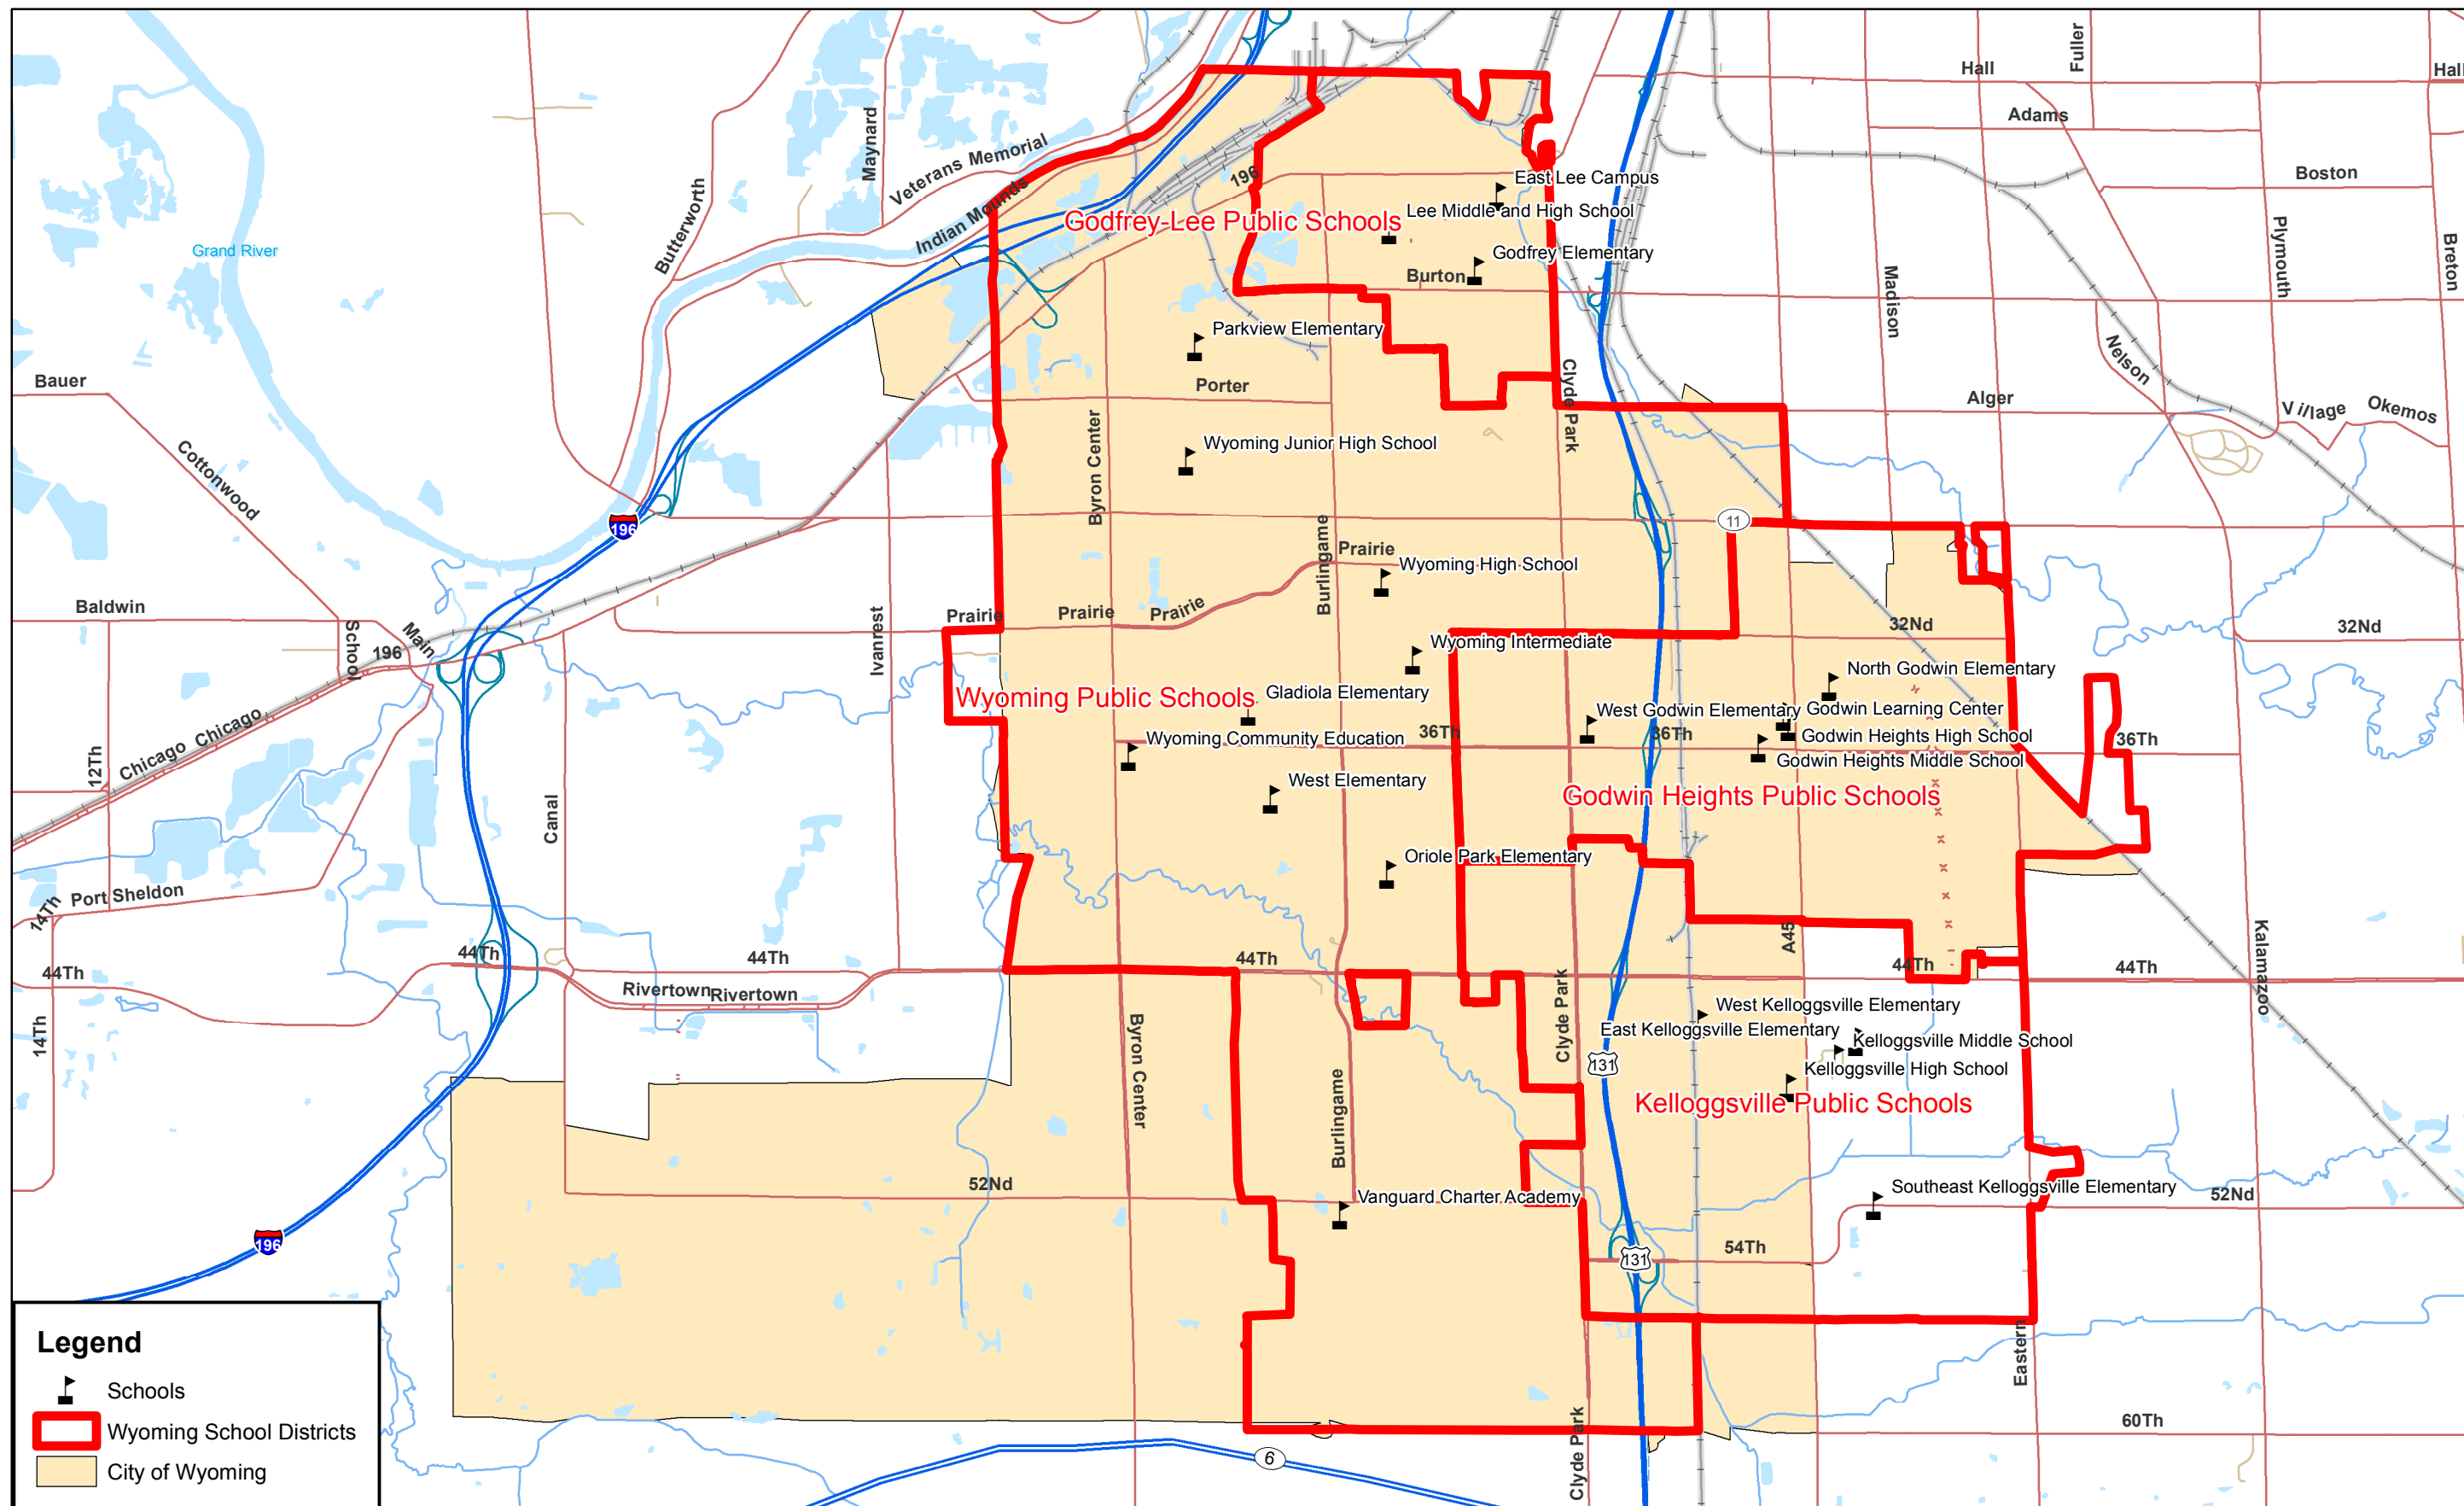 Fuller
Hall
Hall
Adams
Maynard
Veterans Memorial
Boston
196
East Lee Campus
Butterworth
Indian Mounds
Godfrey-Lee Public Schools
Lee Middle and High School
Plymouth
Breton
Grand River
Godfrey Elementary
Burton
Madison
Parkview Elementary
Nelson
Bauer
Porter
Clyde Park
Alger
Village
Okemos
Cottonwood
Byron Center
Wyoming Junior High School
196
11
Burlingame
Prairie
Wyoming High School
Baldwin
School
Main
196
Ivanrest
Prairie
Prairie
Prairie
32Nd
32Nd
Wyoming Intermediate
North Godwin Elementary
Wyoming Public Schools
Gladiola Elementary
West Godwin Elementary
Godwin Learning Center
Chicago
Chicago
12Th
Wyoming Community Education
36Th
36Th
Godwin Heights High School
36Th
Godwin Heights Middle School
West Elementary
Godwin Heights Public Schools
Canal
Oriole Park Elementary
Port Sheldon
14Th
A45
Kalamazoo
44Th
44Th
44Th
44Th
44Th
44Th
Rivertown
Rivertown
14Th
Byron Center
Clyde Park
West Kelloggsville Elementary
East Kelloggsville Elementary
Kelloggsville Middle School
131
Kelloggsville High School
Burlingame
Kelloggsville Public Schools
52Nd
Vanguard Charter Academy
Southeast Kelloggsville Elementary
52Nd
196
54Th
131
Eastern
Clyde Park
60Th
6
Legend
Schools
Wyoming School Districts
City of Wyoming